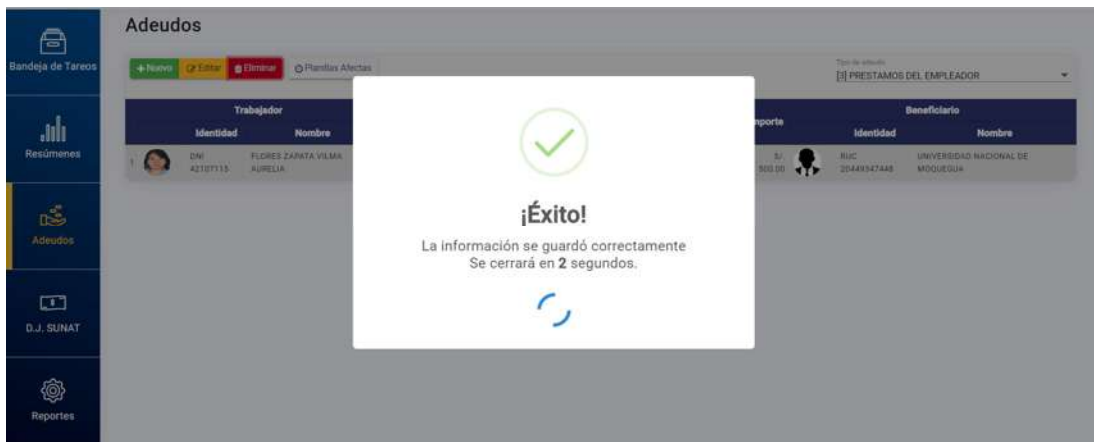 Adeudos
Bandeja de Tareos
Resúmenes
Adeudos
D.J. SUNAT
Reportes
+ Nuevo Editar Eliminar Planillas Afectas
Tipo de adeudo
[3] PRESTAMOS DEL EMPLEADOR
Trabajador
Identidad Nombre
mporte
Beneficiario
Identidad Nombre
1 DNI FLORES ZAPATA VILMA
42107115 AURELIA
S/.
500.00
RUC UNIVERSIDAD NACIONAL DE
20449347448 MOQUEGUA
¡Éxito!
La información se guardó correctamente
Se cerrará en 2 segundos.